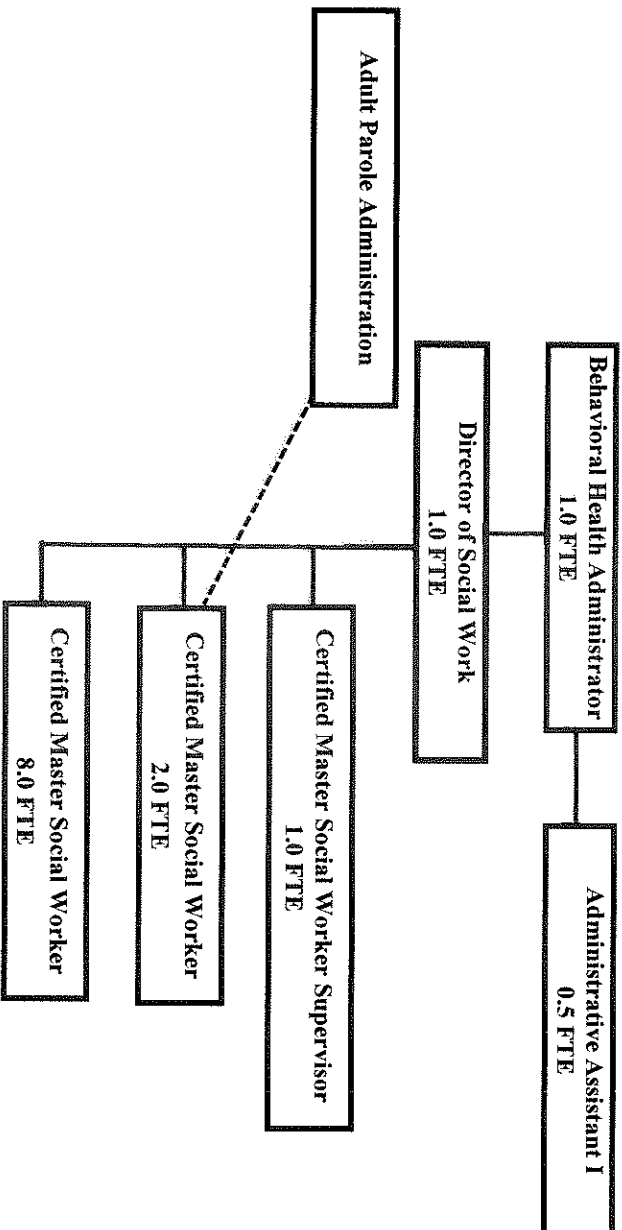 Behavioral Health Administrator
1.0 FTE
Administrative Assistant I
0.5 FTE
Director of Social Work
1.0 FTE
Adult Parole Administration
Certified Master Social Worker Supervisor
1.0 FTE
Certified Master Social Worker
2.0 FTE
Certified Master Social Worker
8.0 FTE